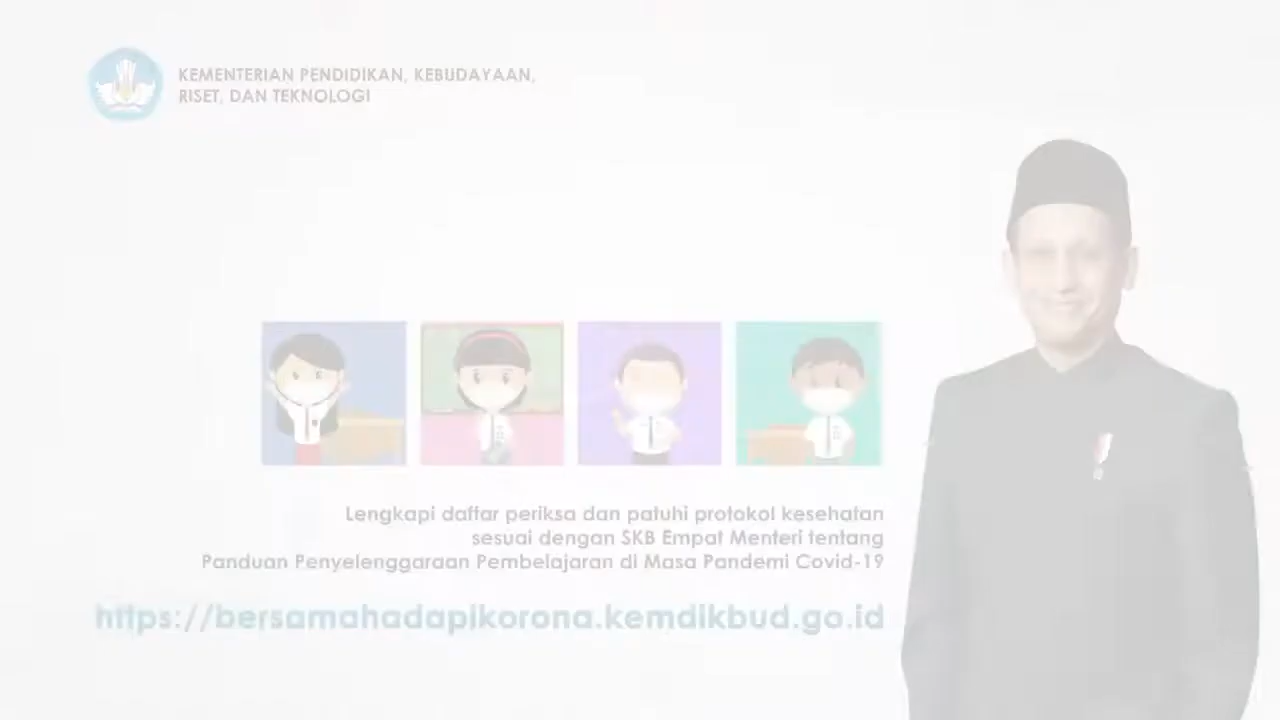 KEMENTERIAN PENDIDIKAN, KEBUDAYAAN,
RISET, DAN TEKNOLOGI
Lengkapi daftar periksa dan patuhi protokol kesehatan
sesuai dengan SKB Empat Menteri tentang
Panduan Penyelenggaraan Pembelajaran di Masa Pandemi Covid-19
https://bersamahadapikorona.kemdikbud.go.id